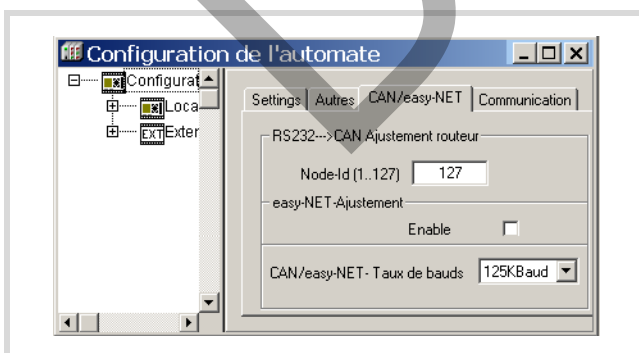 Configuration de l'automate
Configurat
Loca
EXT Exter
Settings Autres CAN/easy-NET Communication
RS232--->CAN Ajustement routeur
Node-Id (1..127) 127
easy-NET-Ajustement
Enable
CAN/easy-NET- Taux de bauds 125KBaud